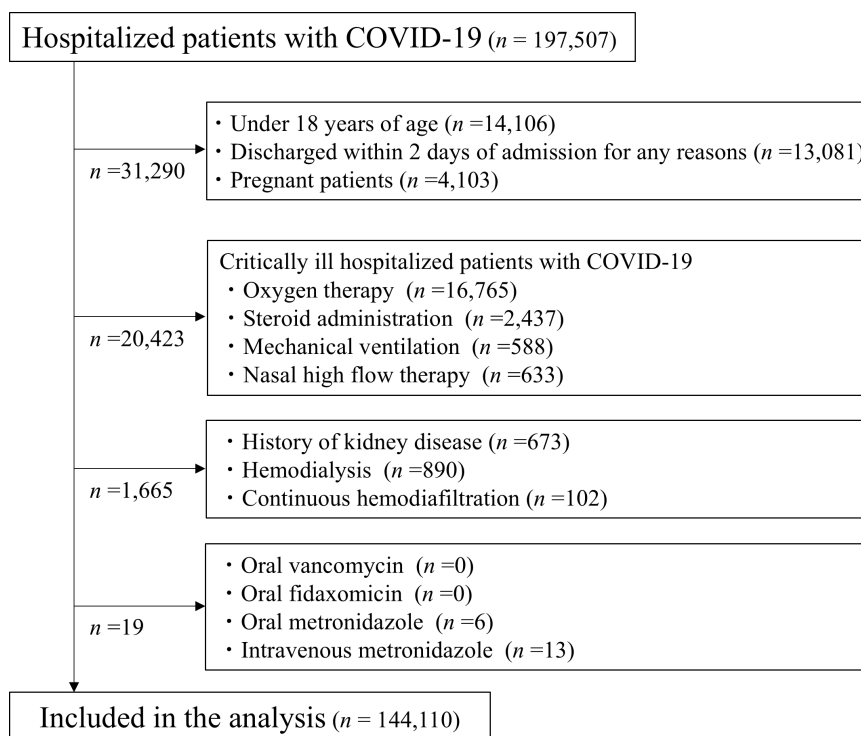 Hospitalized patients with COVID-19 (n = 197,507)
・Under 18 years of age (n =14,106)
・Discharged within 2 days of admission for any reasons (n =13,081)
・Pregnant patients (n =4,103)
n =31,290
Critically ill hospitalized patients with COVID-19
・Oxygen therapy (n =16,765)
・Steroid administration (n =2,437)
・Mechanical ventilation (n =588)
・Nasal high flow therapy (n =633)
n =20,423
・History of kidney disease (n =673)
・Hemodialysis (n =890)
・Continuous hemodiafiltration (n =102)
n =1,665
・Oral vancomycin (n =0)
・Oral fidaxomicin (n =0)
・Oral metronidazole (n =6)
・Intravenous metronidazole (n =13)
n =19
Included in the analysis (n = 144,110)